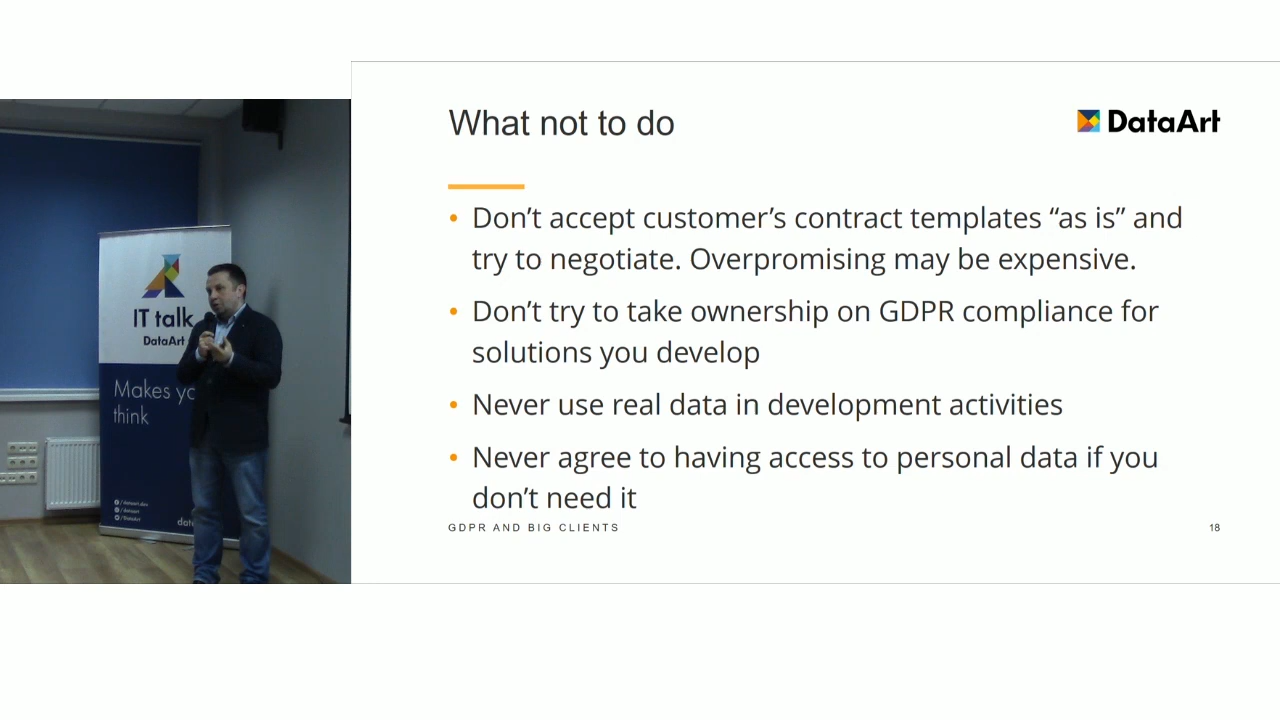 What not to do
DataArt
• Don’t accept customer’s contract templates “as is” and
try to negotiate. Overpromising may be expensive.
• Don’t try to take ownership on GDPR compliance for
solutions you develop
• Never use real data in development activities
• Never agree to having access to personal data if you
don’t need it
GDPR AND BIG CLIENTS
18
IT talk
DataArt
Makes
think